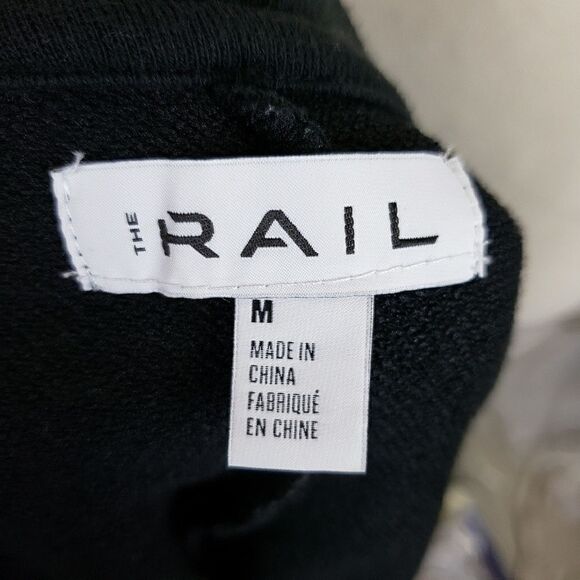 THE RAIL
M
MADE IN
CHINA
FABRIQUÉ
EN CHINE